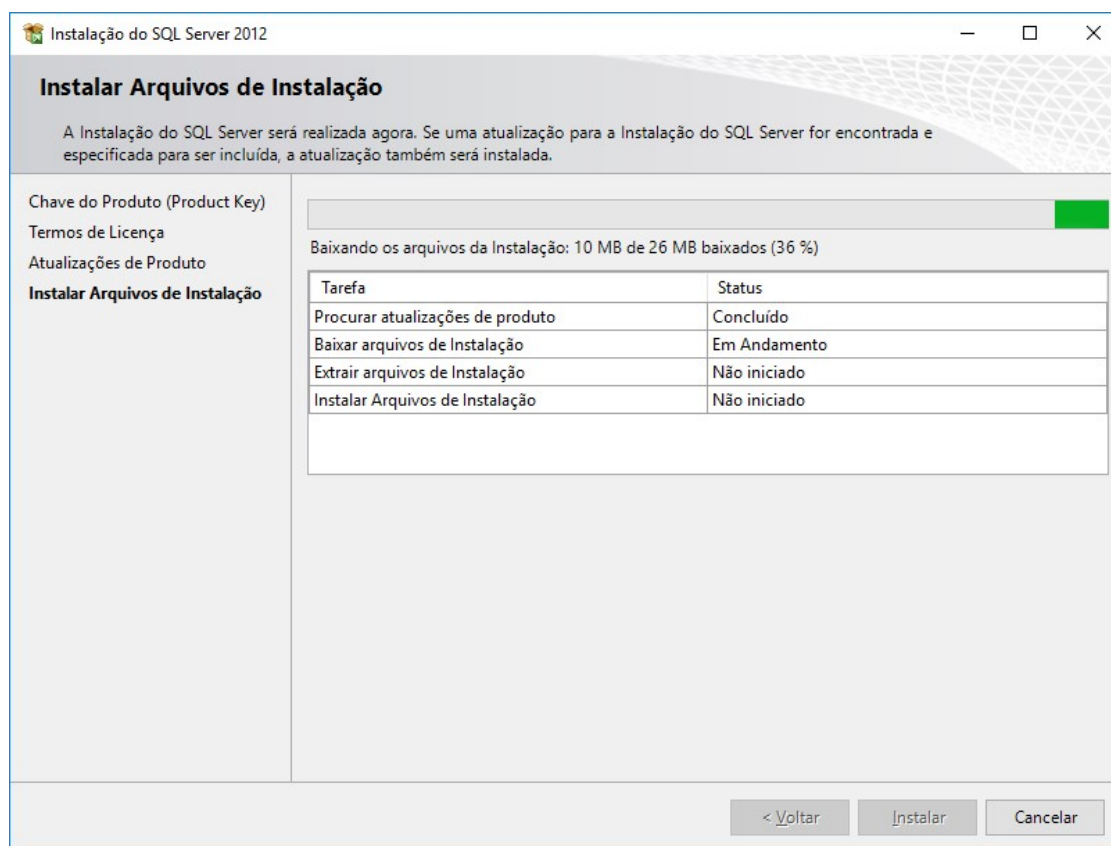 Instalação do SQL Server 2012
Instalar Arquivos de Instalação
A Instalação do SQL Server será realizada agora. Se uma atualização para a Instalação do SQL Server for encontrada e
especificada para ser incluída, a atualização também será instalada.
Chave do Produto (Product Key)
Termos de Licença
Atualizações de Produto
Instalar Arquivos de Instalação
Baixando os arquivos da Instalação: 10 MB de 26 MB baixados (36 %)
Tarefa Status
Procurar atualizações de produto Concluído
Baixar arquivos de Instalação Em Andamento
Extrair arquivos de Instalação Não iniciado
Instalar Arquivos de Instalação Não iniciado
< Voltar Instalar Cancelar